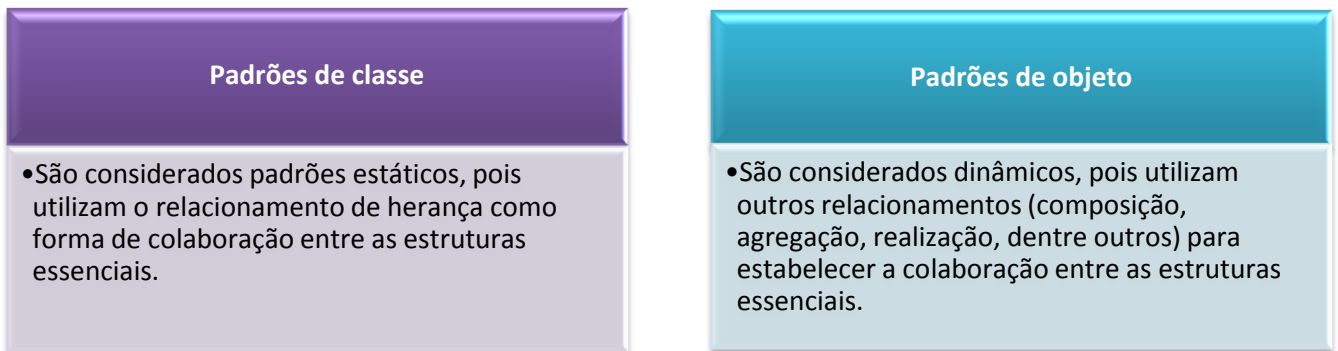 Padrões de classe
•São considerados padrões estáticos, pois
utilizam o relacionamento de herança como
forma de colaboração entre as estruturas
essenciais.
Padrões de objeto
•São considerados dinâmicos, pois utilizam
outros relacionamentos (composição,
agregação, realização, dentre outros) para
estabelecer a colaboração entre as estruturas
essenciais.